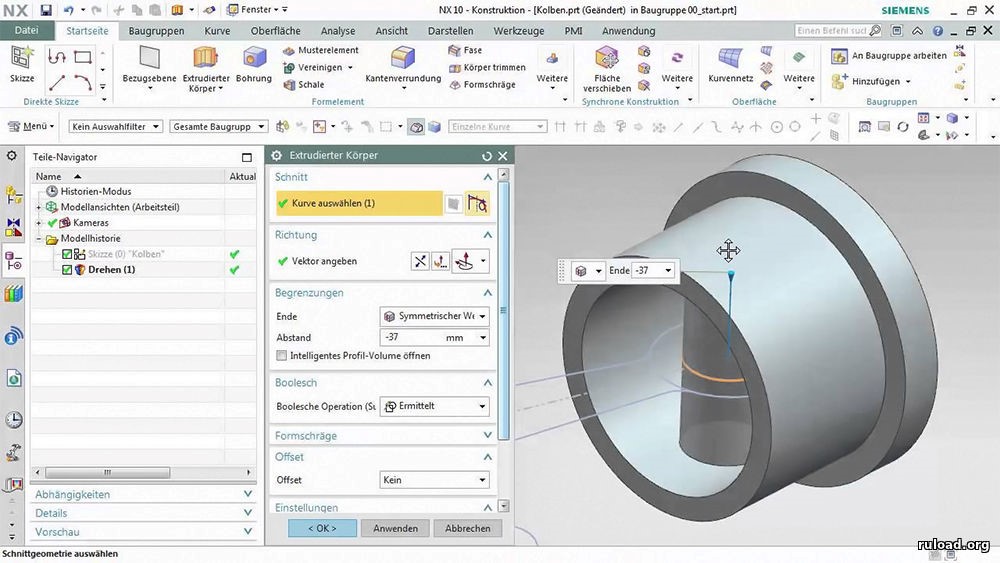 NX
Fenster
NX 10 - Konstruktion - [Kolben.prt (Geändert) in Baugruppe 00_start.prt]
SIEMENS
Datei Startseite Baugruppen Kurve Oberfläche Analyse Ansicht Darstellen Werkzeuge PMI Anwendung Einen Befehl suc
Skizze
Direkte Skizze
Bezugsebene
Extrudierter Körper
Bohrung
Musterelement
Vereinigen
Schale
Kantenverrundung
Fase
Körper trimmen
Formschräge
Weitere
Formelement
Fläche verschieben
Weitere
Synchrone Konstruktion
Kurvennetz
Weitere
Oberfläche
An Baugruppe arbeiten
Hinzufügen
Baugruppen
Menü
Kein Auswahlfilter
Gesamte Baugrupp
Einzelne Kurve
Teile-Navigator
Name Aktual
Historien-Modus
Modellansichten (Arbeitsteil)
Kameras
Modellhistorie
Skizze (0) "Kolben"
Drehen (1)
Abhängigkeiten
Details
Vorschau
Extrudierter Körper
Schnitt
Kurve auswählen (1)
Richtung
Vektor angeben
Begrenzungen
Ende Symmetrischer We
Abstand -37 mm
Intelligentes Profil-Volume öffnen
Boolesch
Boolesche Operation (Su Ermittelt
Formschräge
Offset
Offset Kein
Einstellungen
< OK > Anwenden Abbrechen
Ende -37
Schnittgeometrie auswählen
ruload.org